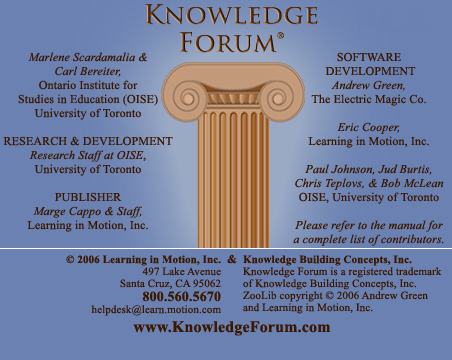 KNOWLEDGE
FORUM®
Marlene Scardamalia &
Carl Bereiter,
Ontario Institute for
Studies in Education (OISE)
University of Toronto
RESEARCH & DEVELOPMENT
Research Staff at OISE,
University of Toronto
PUBLISHER
Marge Cappo & Staff,
Learning in Motion, Inc.
SOFTWARE
DEVELOPMENT
Andrew Green,
The Electric Magic Co.
Eric Cooper,
Learning in Motion, Inc.
Paul Johnson, Jud Burtis,
Chris Teplovs, & Bob McLean
OISE, University of Toronto
Please refer to the manual for
a complete list of contributors.
© 2006 Learning in Motion, Inc. & Knowledge Building Concepts, Inc.
497 Lake Avenue
Santa Cruz, CA 95062
800.560.5670
helpdesk@learn.motion.com
Knowledge Forum is a registered trademark
of Knowledge Building Concepts, Inc.
ZooLib copyright © 2006 Andrew Green
and Learning in Motion, Inc.
www.KnowledgeForum.com